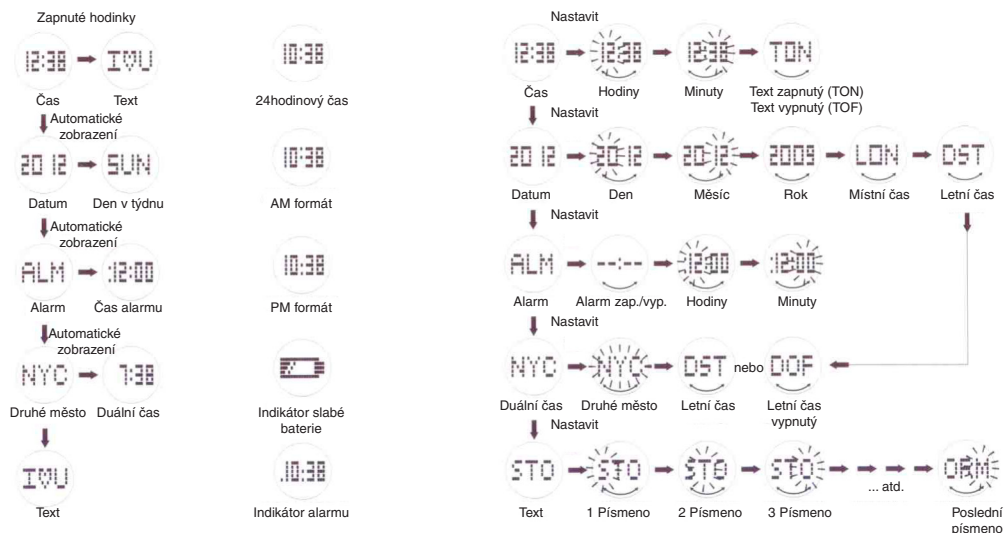 Zapnuté hodinky
12:38 I♡U
Čas Text
Automatické
zobrazení
20 12 SUN
Datum Den v týdnu
Automatické
zobrazení
ALM :12:00
Alarm Čas alarmu
Automatické
zobrazení
NYC 7:38
Druhé město Duální čas
I♡U
Text
10:38
24hodinový čas
10:38
AM formát
10:38
PM formát
Indikátor slabé
baterie
.10:38
Indikátor alarmu
Nastavit
12:38 12:38 12:38 TON
Čas Hodiny Minuty Text zapnutý (TON)
Text vypnutý (TOF)
Nastavit
20 12 20 12 20 12 2009 LON DST
Datum Den Měsíc Rok Místní čas Letní čas
Nastavit
ALM --:-- :12:00 :12:00
Alarm Alarm zap./vyp. Hodiny Minuty
Nastavit
NYC NYC DST nebo DOF
Duální čas Druhé město Letní čas Letní čas
vypnutý
Nastavit
STO STO STO STO ORM
... atd.
Text 1 Písmeno 2 Písmeno 3 Písmeno Poslední
písmeno